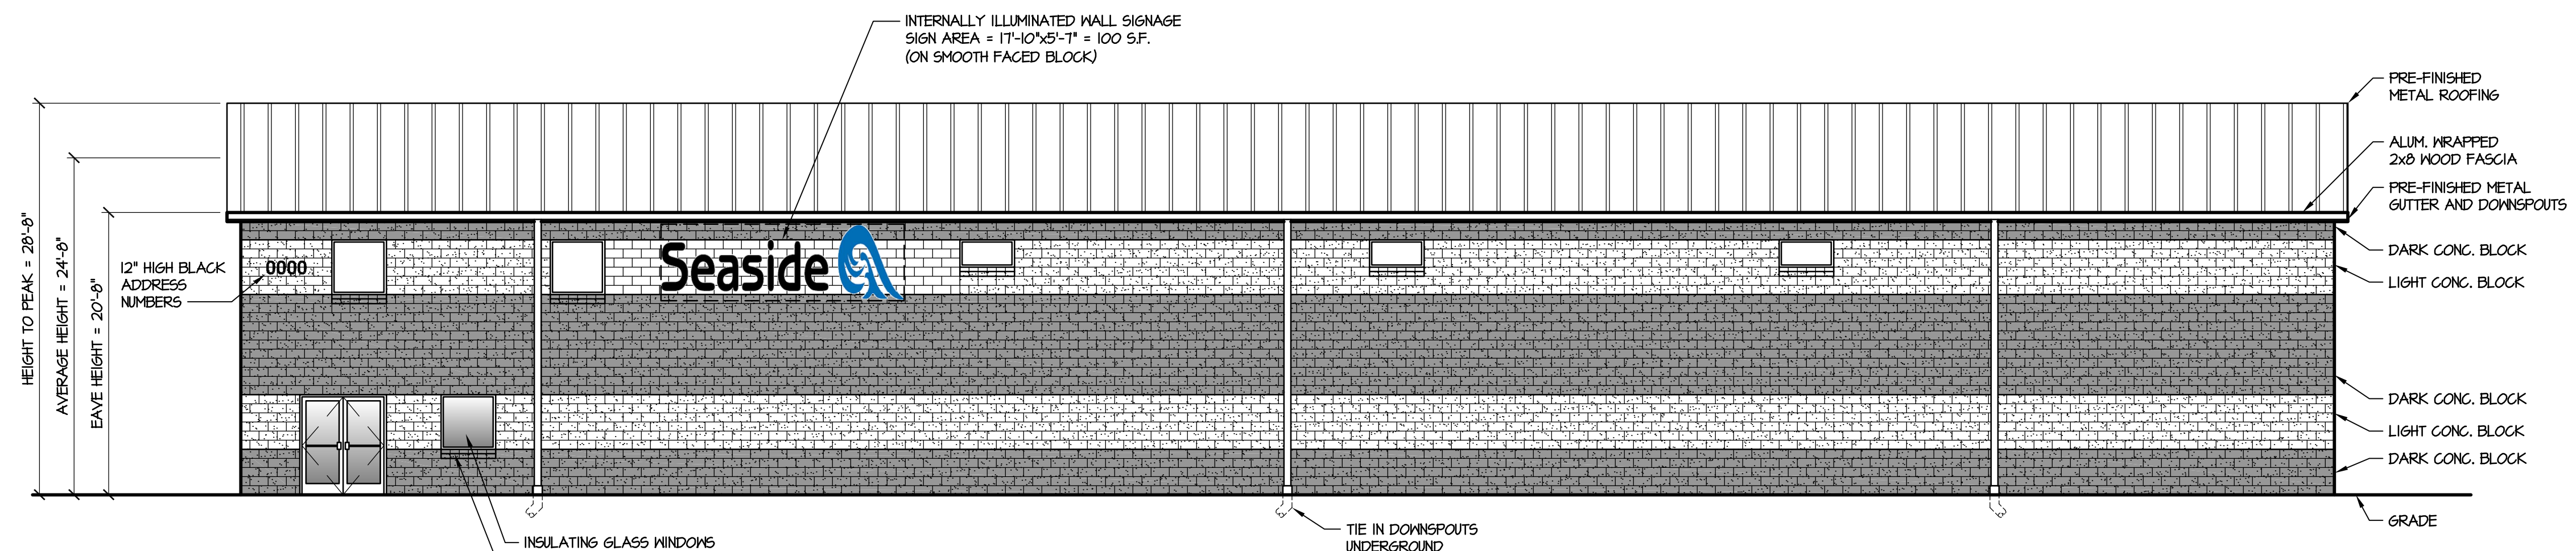 INTERNALLY ILLUMINATED WALL SIGNAGE
SIGN AREA = 17'-10"x5'-7" = 100 S.F.
(ON SMOOTH FACED BLOCK)
PRE-FINISHED
METAL ROOFING
ALUM. WRAPPED
2x8 WOOD FASCIA
PRE-FINISHED METAL
GUTTER AND DOWNSPOUTS
HEIGHT TO PEAK = 28'-8"
AVERAGE HEIGHT = 24'-8"
EAVE HEIGHT = 20'-8"
12" HIGH BLACK
ADDRESS
NUMBERS
0000
Seaside
DARK CONC. BLOCK
LIGHT CONC. BLOCK
DARK CONC. BLOCK
LIGHT CONC. BLOCK
DARK CONC. BLOCK
GRADE
INSULATING GLASS WINDOWS
TIE IN DOWNSPOUTS
UNDERGROUND